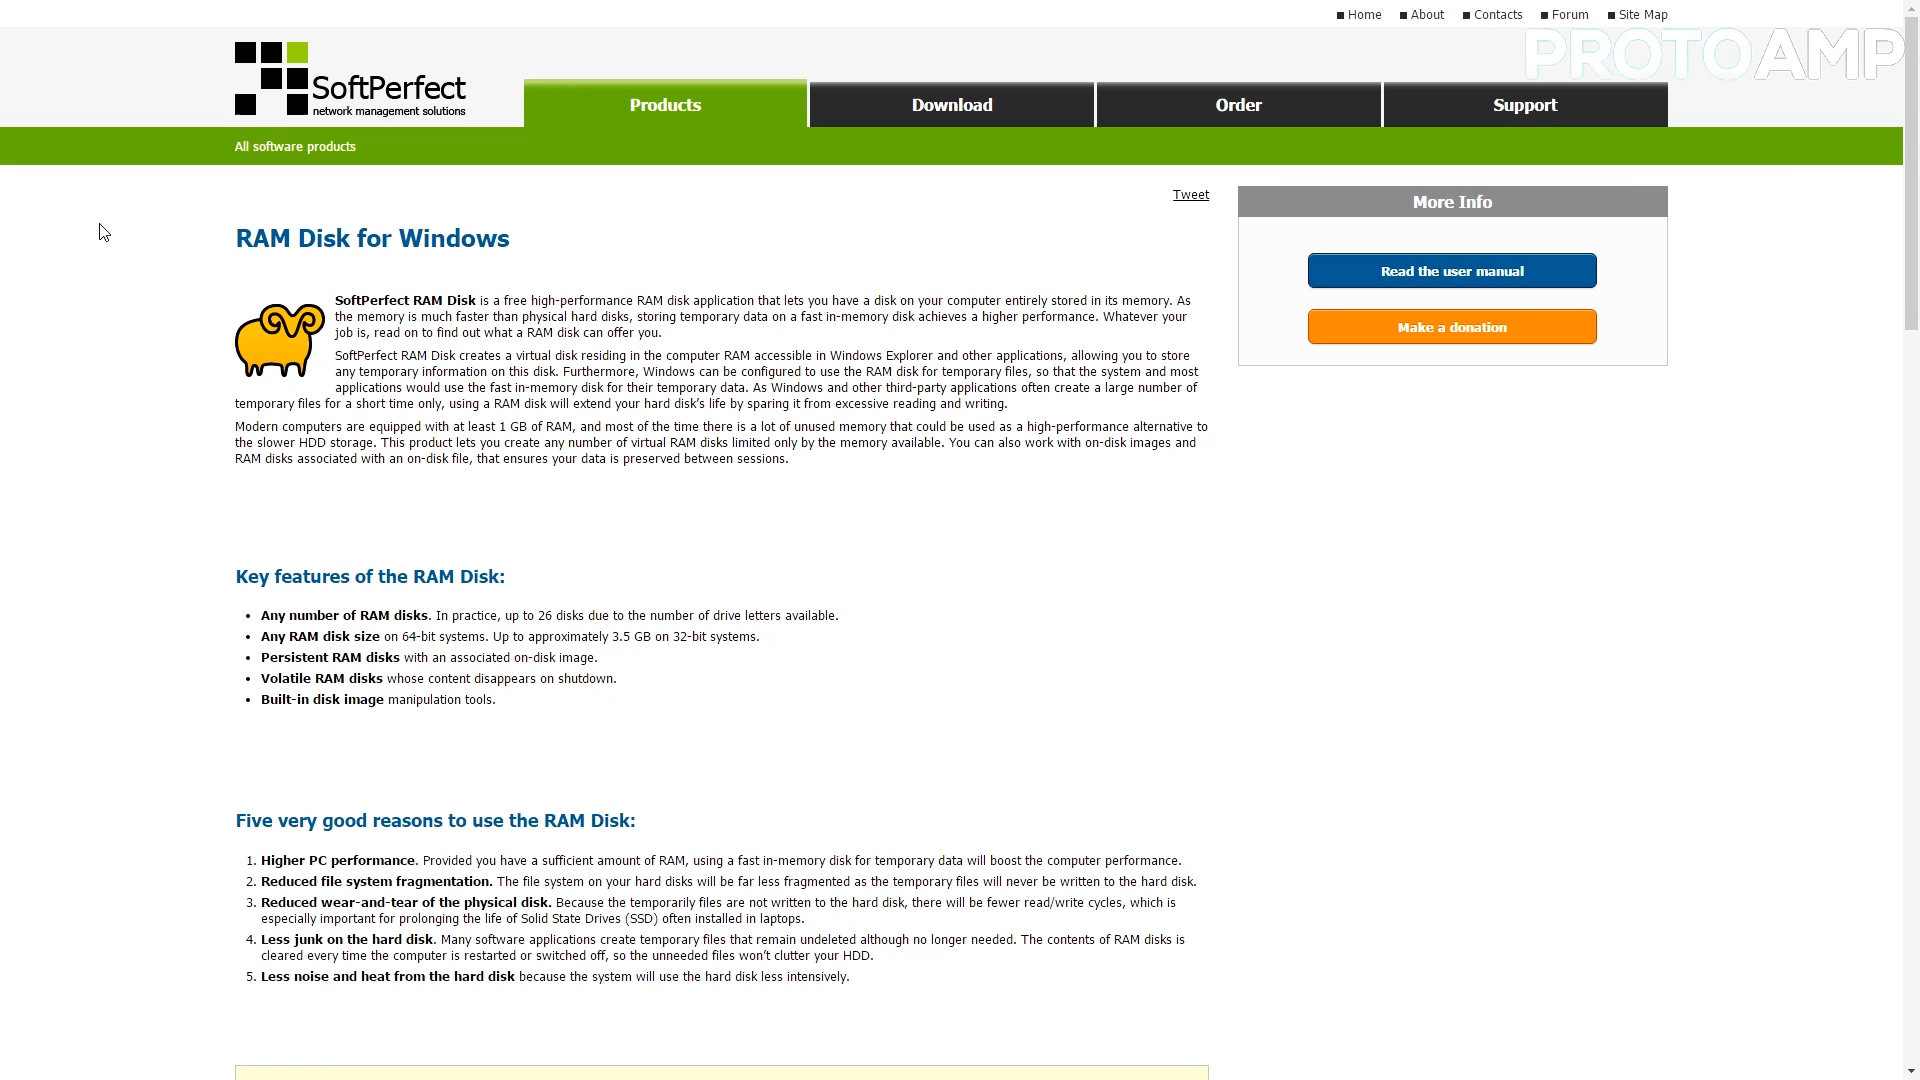 Home About Contacts Forum Site Map
PROTOAMP
SoftPerfect
network management solutions
Products Download Order Support
All software products
Tweet
More Info
RAM Disk for Windows
Read the user manual
Make a donation
SoftPerfect RAM Disk is a free high-performance RAM disk application that lets you have a disk on your computer entirely stored in its memory. As
the memory is much faster than physical hard disks, storing temporary data on a fast in-memory disk achieves a higher performance. Whatever your
job is, read on to find out what a RAM disk can offer you.
SoftPerfect RAM Disk creates a virtual disk residing in the computer RAM accessible in Windows Explorer and other applications, allowing you to store
any temporary information on this disk. Furthermore, Windows can be configured to use the RAM disk for temporary files, so that the system and most
applications would use the fast in-memory disk for their temporary data. As Windows and other third-party applications often create a large number of
temporary files for a short time only, using a RAM disk will extend your hard disk’s life by sparing it from excessive reading and writing.
Modern computers are equipped with at least 1 GB of RAM, and most of the time there is a lot of unused memory that could be used as a high-performance alternative to
the slower HDD storage. This product lets you create any number of virtual RAM disks limited only by the memory available. You can also work with on-disk images and
RAM disks associated with an on-disk file, that ensures your data is preserved between sessions.
Key features of the RAM Disk:
• Any number of RAM disks. In practice, up to 26 disks due to the number of drive letters available.
• Any RAM disk size on 64-bit systems. Up to approximately 3.5 GB on 32-bit systems.
• Persistent RAM disks with an associated on-disk image.
• Volatile RAM disks whose content disappears on shutdown.
• Built-in disk image manipulation tools.
Five very good reasons to use the RAM Disk:
1. Higher PC performance. Provided you have a sufficient amount of RAM, using a fast in-memory disk for temporary data will boost the computer performance.
2. Reduced file system fragmentation. The file system on your hard disks will be far less fragmented as the temporary files will never be written to the hard disk.
3. Reduced wear-and-tear of the physical disk. Because the temporarily files are not written to the hard disk, there will be fewer read/write cycles, which is
especially important for prolonging the life of Solid State Drives (SSD) often installed in laptops.
4. Less junk on the hard disk. Many software applications create temporary files that remain undeleted although no longer needed. The contents of RAM disks is
cleared every time the computer is restarted or switched off, so the unneeded files won’t clutter your HDD.
5. Less noise and heat from the hard disk because the system will use the hard disk less intensively.